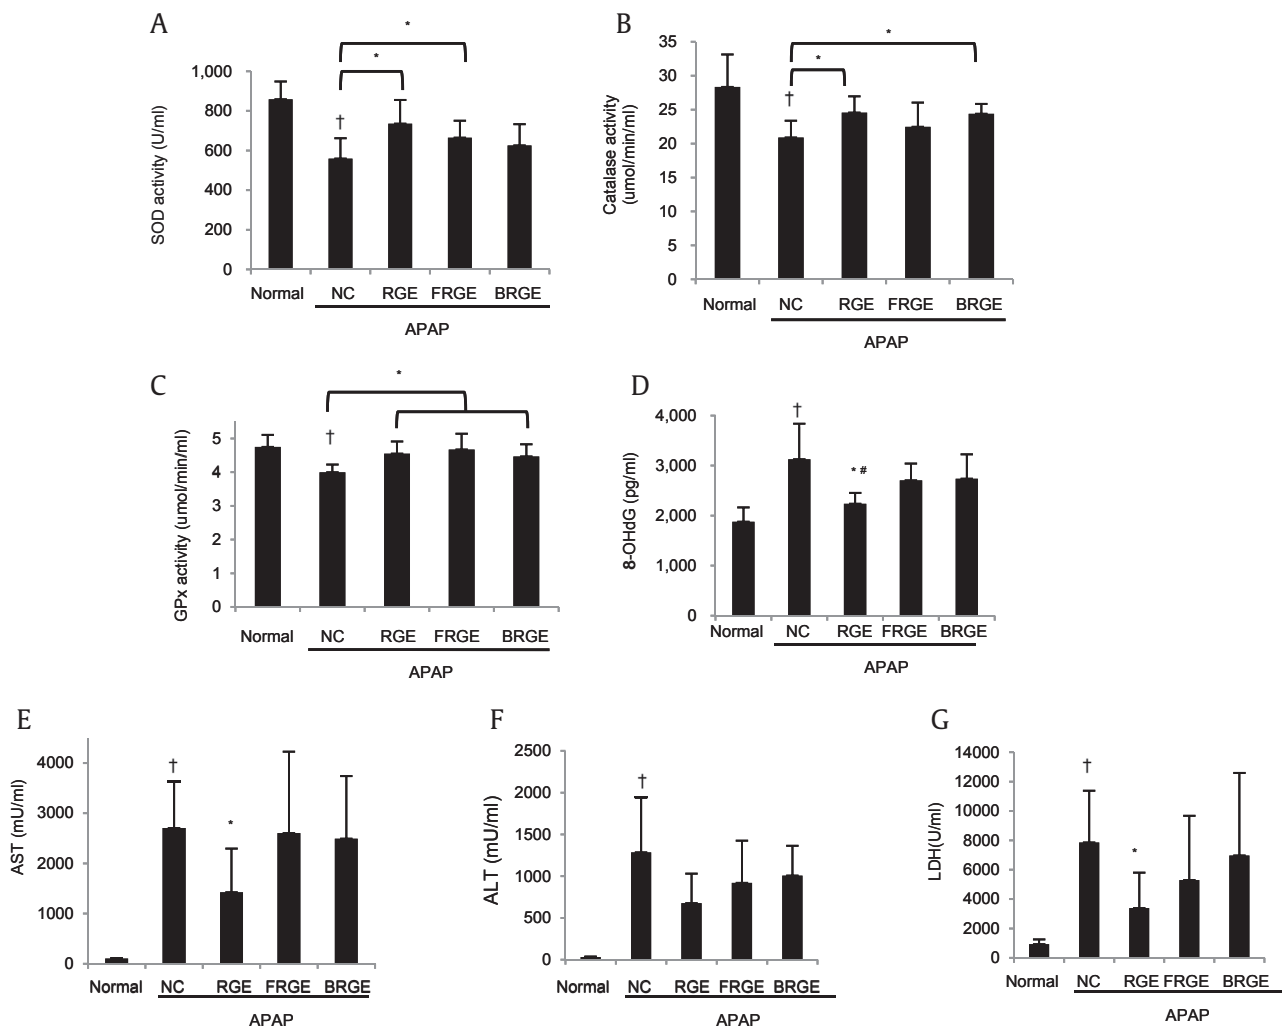 A
*
*
†
SOD activity (U/ml)
1,000
800
600
400
200
0
Normal NC RGE FRGE BRGE
APAP
B
*
*
†
Catalase activity
(umol/min/ml)
35
30
25
20
15
10
5
0
Normal NC RGE FRGE BRGE
APAP
C
*
†
GPx activity (umol/min/ml)
5
4
3
2
1
0
Normal NC RGE FRGE BRGE
APAP
D
†
* #
8-OHdG (pg/ml)
4,000
3,000
2,000
1,000
0
Normal NC RGE FRGE BRGE
APAP
E
†
*
AST (mU/ml)
4000
3000
2000
1000
0
Normal NC RGE FRGE BRGE
APAP
F
†
ALT (mU/ml)
2500
2000
1500
1000
500
0
Normal NC RGE FRGE BRGE
APAP
G
†
*
LDH(U/ml)
14000
12000
10000
8000
6000
4000
2000
0
Normal NC RGE FRGE BRGE
APAP